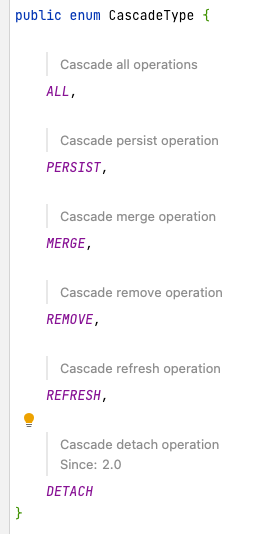 public enum CascadeType {
Cascade all operations
ALL,
Cascade persist operation
PERSIST,
Cascade merge operation
MERGE,
Cascade remove operation
REMOVE,
Cascade refresh operation
REFRESH,
Cascade detach operation
Since: 2.0
DETACH
}